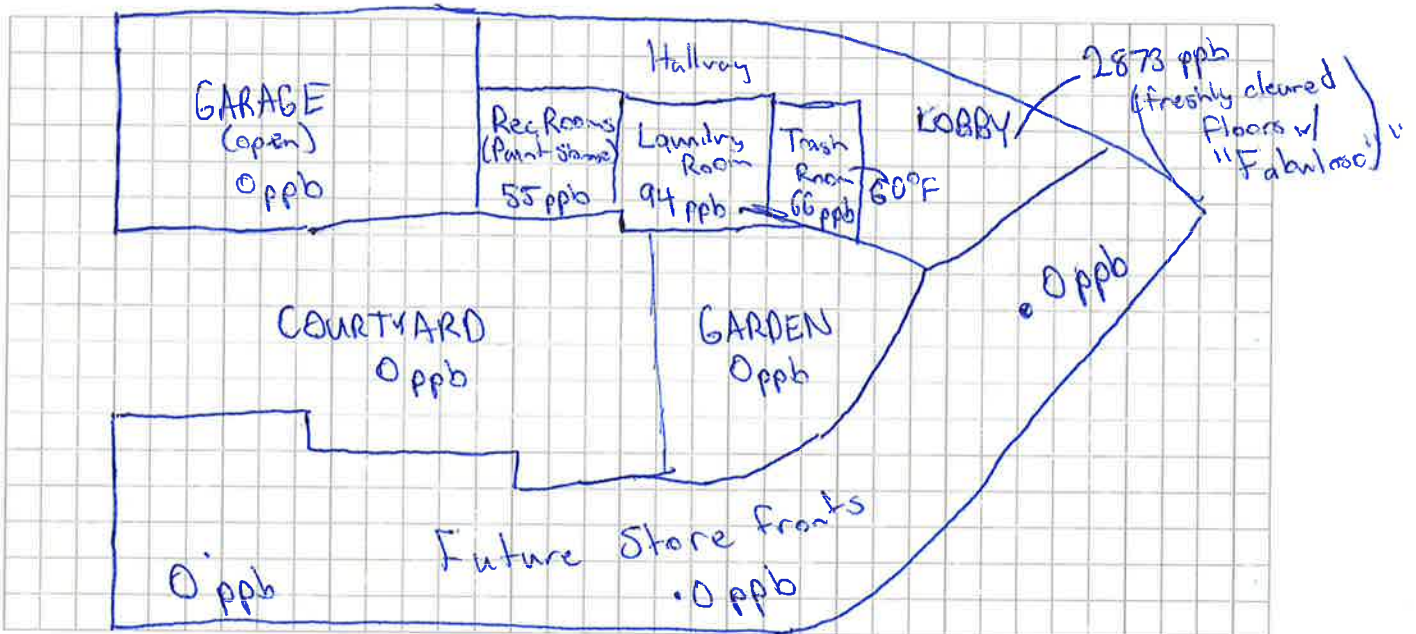 Hallway
2873 ppb
(freshly cleaned
floors w/
"Fabuloso")
GARAGE
(open)
0 ppb
Rec Rooms
(Paint
55 ppb
Laundry
Room
94 ppb
Trash
Room
66 ppb
60°F
LOBBY
0 ppb
COURTYARD
0 ppb
GARDEN
0 ppb
Future Store Fronts
0 ppb
0 ppb